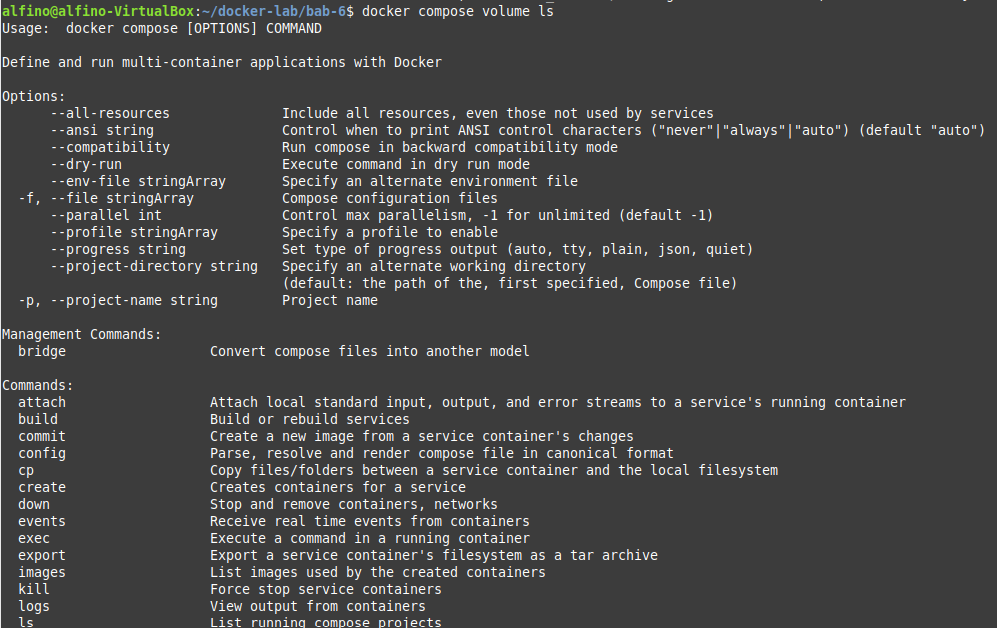 alfino@alfino-VirtualBox:~/docker-lab/bab-6$ docker compose volume ls
Usage:  docker compose [OPTIONS] COMMAND
Define and run multi-container applications with Docker
Options:
      --all-resources              Include all resources, even those not used by services
      --ansi string                Control when to print ANSI control characters ("never"|"always"|"auto") (default "auto")
      --compatibility              Run compose in backward compatibility mode
      --dry-run                    Execute command in dry run mode
      --env-file stringArray       Specify an alternate environment file
  -f, --file stringArray           Compose configuration files
      --parallel int               Control max parallelism, -1 for unlimited (default -1)
      --profile stringArray        Specify a profile to enable
      --progress string            Set type of progress output (auto, tty, plain, json, quiet)
      --project-directory string   Specify an alternate working directory
                                   (default: the path of the, first specified, Compose file)
  -p, --project-name string        Project name
Management Commands:
  bridge                  Convert compose files into another model
Commands:
  attach                  Attach local standard input, output, and error streams to a service's running container
  build                   Build or rebuild services
  commit                  Create a new image from a service container's changes
  config                  Parse, resolve and render compose file in canonical format
  cp                      Copy files/folders between a service container and the local filesystem
  create                  Creates containers for a service
  down                    Stop and remove containers, networks
  events                  Receive real time events from containers
  exec                    Execute a command in a running container
  export                  Export a service container's filesystem as a tar archive
  images                  List images used by the created containers
  kill                    Force stop service containers
  logs                    View output from containers
  ls                      List running compose projects